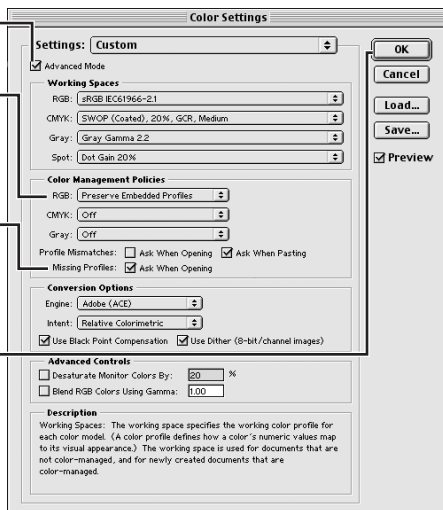 Color Settings
Settings: Custom
OK
Advanced Mode
Cancel
Working Spaces
RGB: sRGB IEC61966-2.1
Load...
CMYK: SWOP (Coated), 20%, GCR, Medium
Save...
Gray: Gray Gamma 2.2
Spot: Dot Gain 20%
Preview
Color Management Policies
RGB: Preserve Embedded Profiles
CMYK: Off
Gray: Off
Profile Mismatches: Ask When Opening Ask When Pasting
Missing Profiles: Ask When Opening
Conversion Options
Engine: Adobe (ACE)
Intent: Relative Colorimetric
Use Black Point Compensation Use Dither (8-bit/channel images)
Advanced Controls
Desaturate Monitor Colors By: 20 %
Blend RGB Colors Using Gamma: 1.00
Description
Working Spaces: The working space specifies the working color profile for
each color model. (A color profile defines how a color's numeric values map
to its visual appearance.) The working space is used for documents that are
not color-managed, and for newly created documents that are
color-managed.